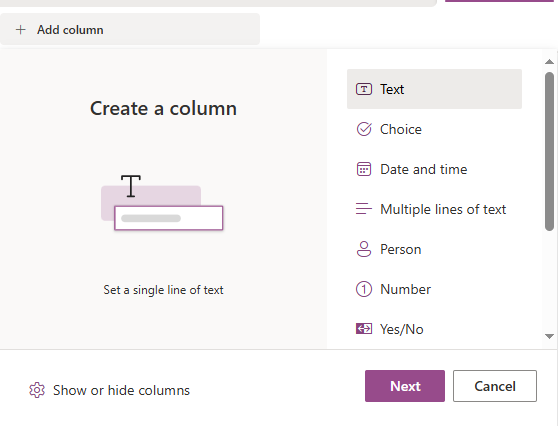 Add column
Create a column
T
Set a single line of text
T Text
Choice
Date and time
Multiple lines of text
Person
1 Number
Yes/No
Show or hide columns
Next
Cancel